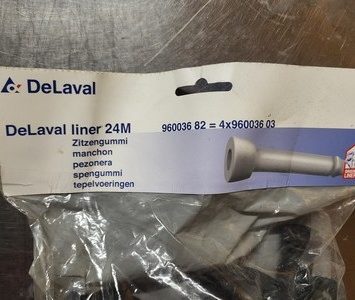 DeLaval
DeLaval liner 24M
960036 82 = 4x960036 03
Zitzengummi
manchon
pezonera
spengummi
tepelvoeringen